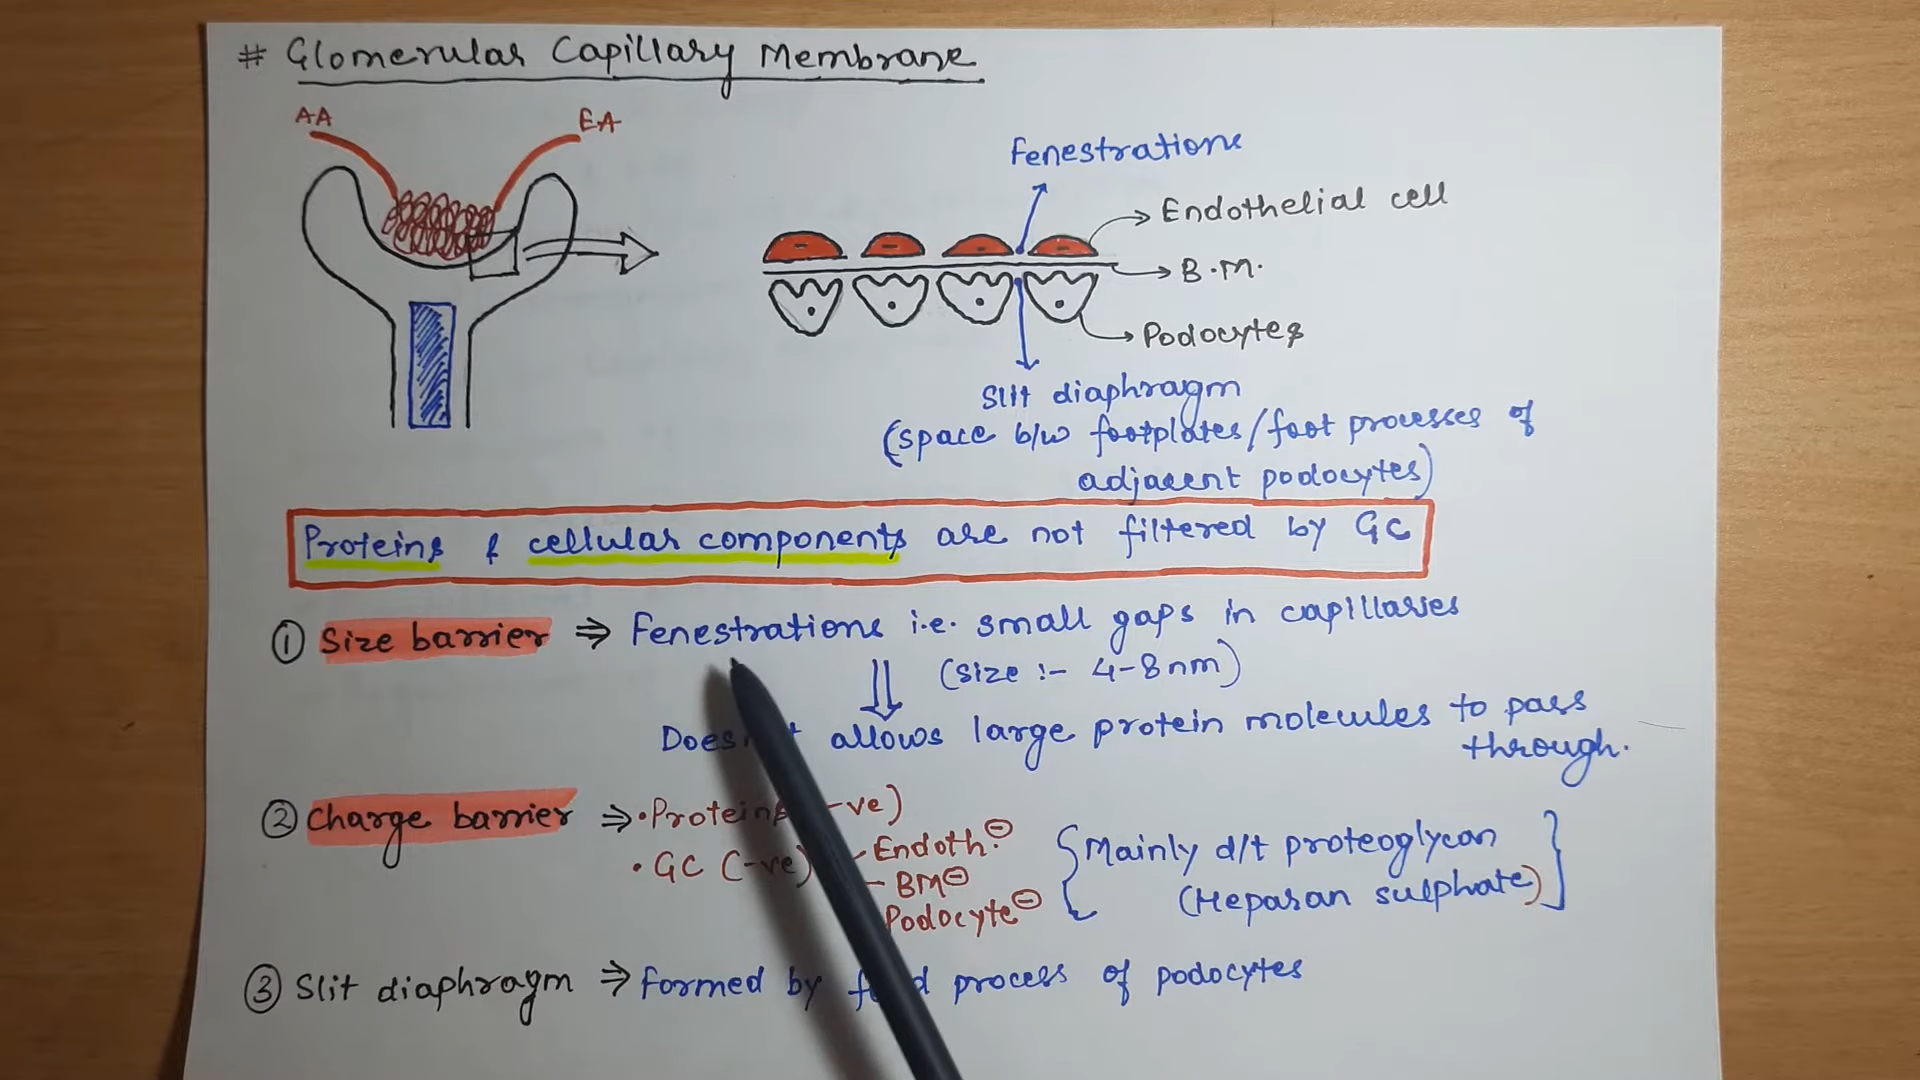 # Glomerular Capillary Membrane
AA
EA
Fenestrations
Endothelial cell
B.M.
Podocytes
Slit diaphragm
(space b/w footplates/foot processes of
adjacent podocytes)
Proteins & cellular components are not filtered by GC
① Size barrier ⇒ Fenestrations i.e. small gaps in capillaries
(size :- 4-8nm)
allows large protein molecules to pass
through.
② Charge barrier ⇒ • Proteins -ve)
• GC (-ve)
Endoth. ⊖
BM ⊖
Podocyte ⊖
{Mainly d/t proteoglycan
(Heparan sulphate)}
③ Slit diaphragm ⇒ formed by process of podocytes